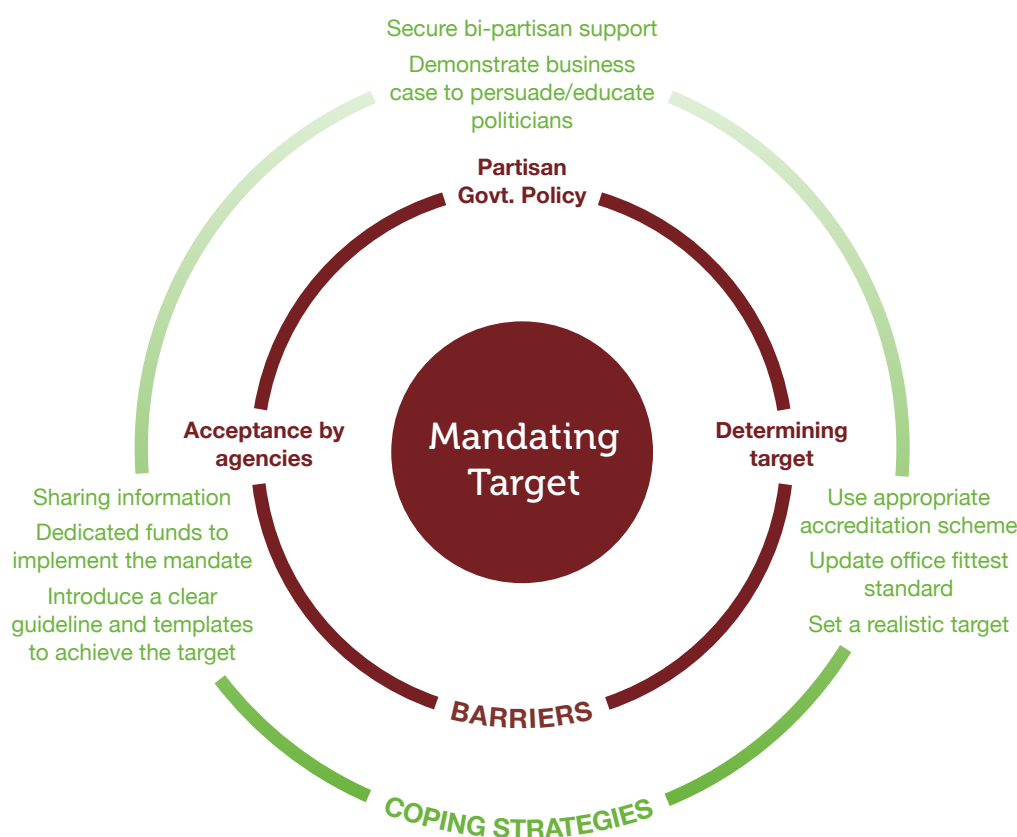 Secure bi-partisan support
Demonstrate business
case to persuade/educate
politicians
Partisan
Govt. Policy
Acceptance by
agencies
Mandating
Target
Determining
target
Sharing information
Dedicated funds to
implement the mandate
Introduce a clear
guideline and templates
to achieve the target
Use appropriate
accreditation scheme
Update office fittest
standard
Set a realistic target
BARRIERS
COPING STRATEGIES